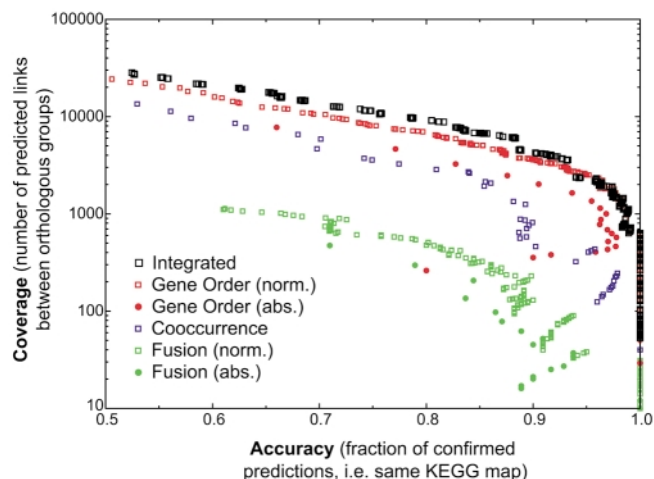 100000
10000
1000
100
10
Coverage (number of predicted links
between orthologous groups)
Integrated
Gene Order (norm.)
Gene Order (abs.)
Cooccurrence
Fusion (norm.)
Fusion (abs.)
0.5 0.6 0.7 0.8 0.9 1.0
Accuracy (fraction of confirmed
predictions, i.e. same KEGG map)